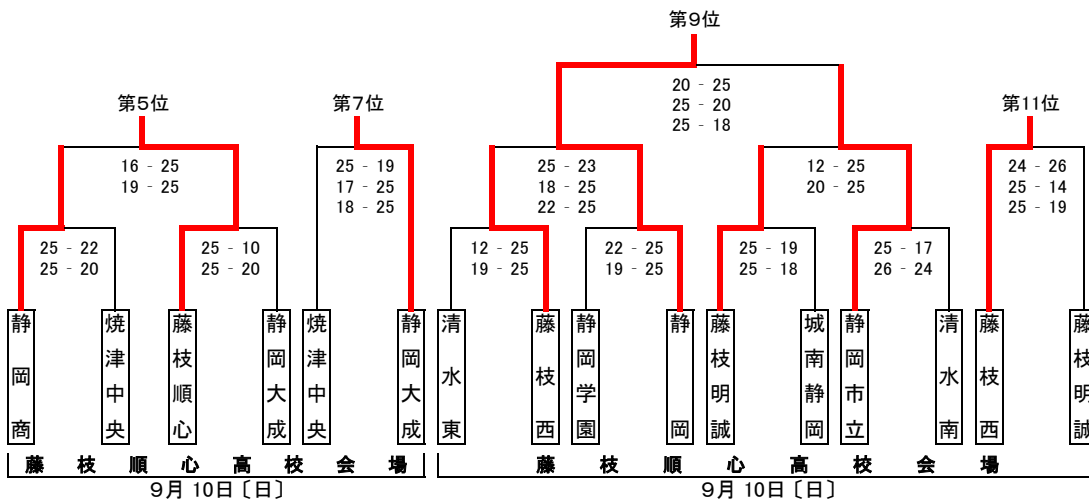 第9位
20 - 25
25 - 20
25 - 18
第5位
第7位
第11位
16 - 25
19 - 25
25 - 19
17 - 25
18 - 25
25 - 23
18 - 25
22 - 25
12 - 25
20 - 25
24 - 26
25 - 14
25 - 19
25 - 22
25 - 20
25 - 10
25 - 20
12 - 25
19 - 25
22 - 25
19 - 25
25 - 19
25 - 18
25 - 17
26 - 24
静岡商
焼津中央
藤枝順心
静岡大成
焼津中央
静岡大成
清水東
藤枝西
静岡学園
静岡
藤枝明誠
城南静岡
静岡市立
清水南
藤枝西
藤枝明誠
藤枝順心高校会場
藤枝順心高校会場
9月 10日〔日〕
9月 10日〔日〕